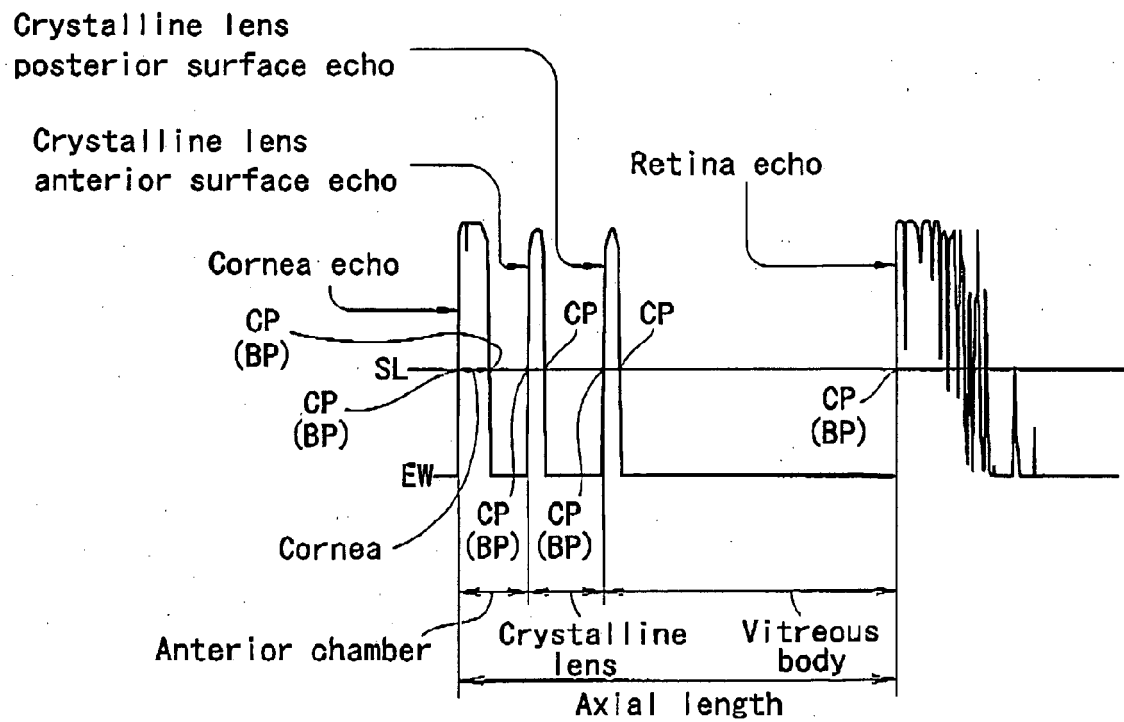 Crystalline lens
posterior surface echo
Crystalline lens
anterior surface echo
Retina echo
Cornea echo
CP
(BP)
CP
CP
SL
CP
(BP)
CP
(BP)
EW
CP
(BP)
CP
(BP)
Cornea
Anterior chamber
Crystalline
lens
Vitreous
body
Axial length